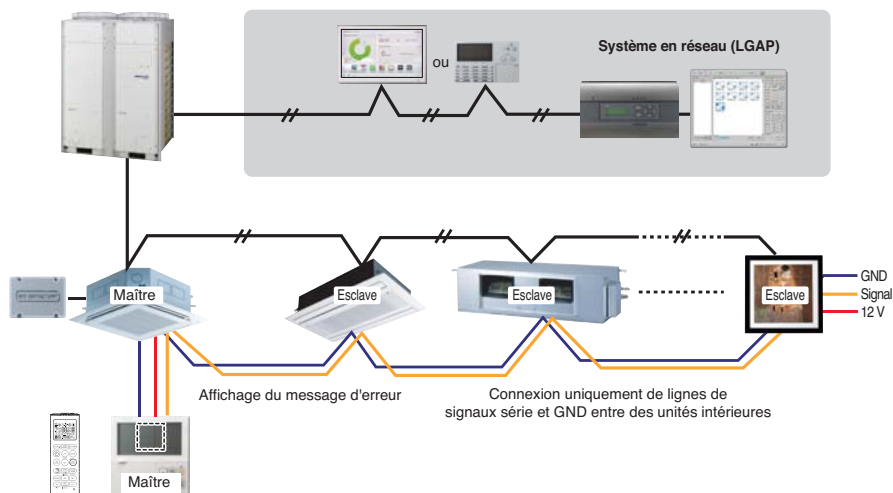 Système en réseau (LGAP)
ou
Maître
Esclave
Esclave
Esclave
GND
Signal
12 V
Affichage du message d'erreur
Connexion uniquement de lignes de
signaux série et GND entre des unités intérieures
Maître